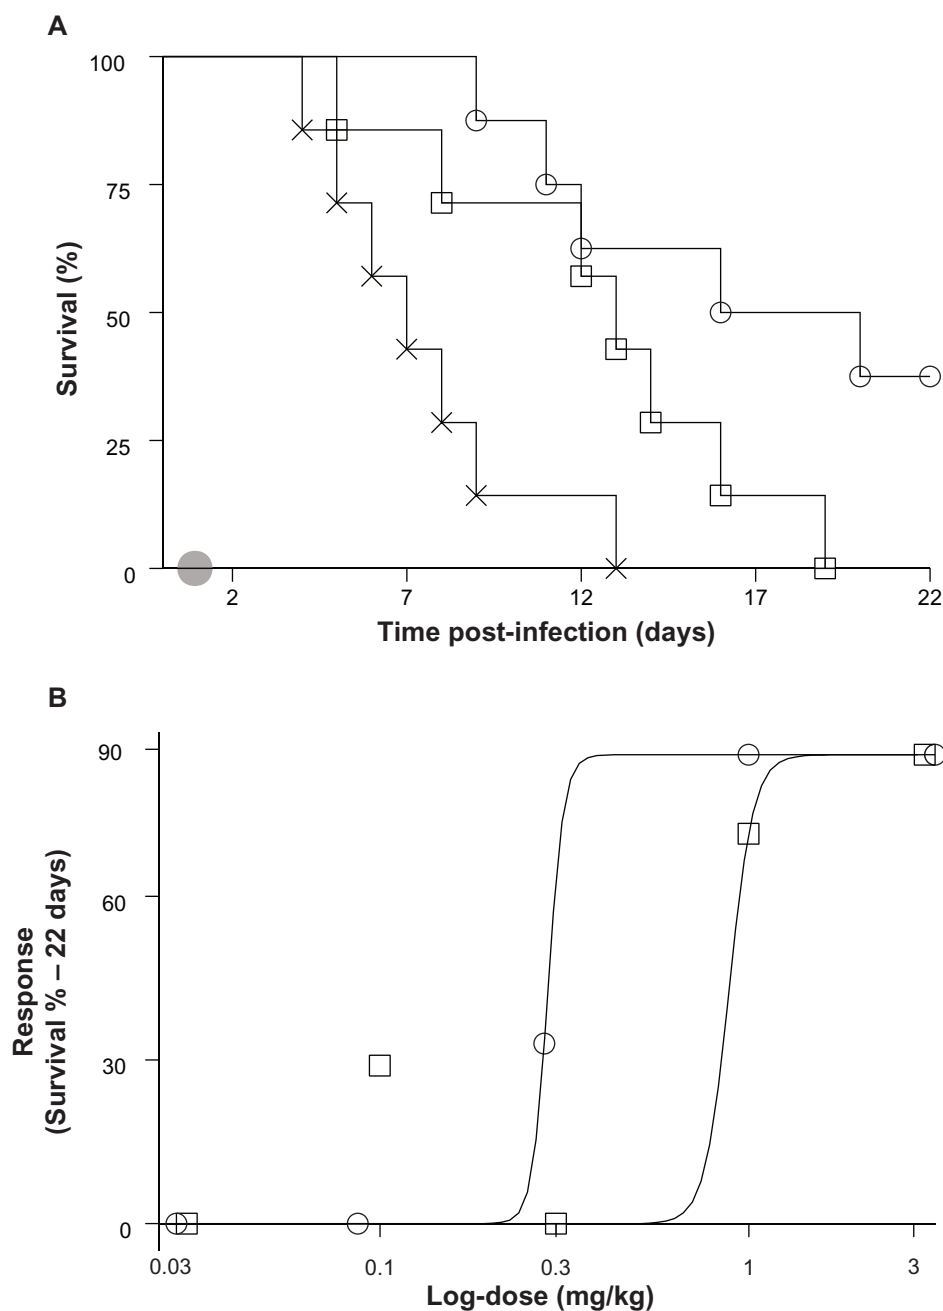 A
100
75
50
25
0
Survival (%)
2 7 12 17 22
Time post-infection (days)
B
90
60
30
0
Response
(Survival % – 22 days)
0.03 0.1 0.3 1 3
Log-dose (mg/kg)